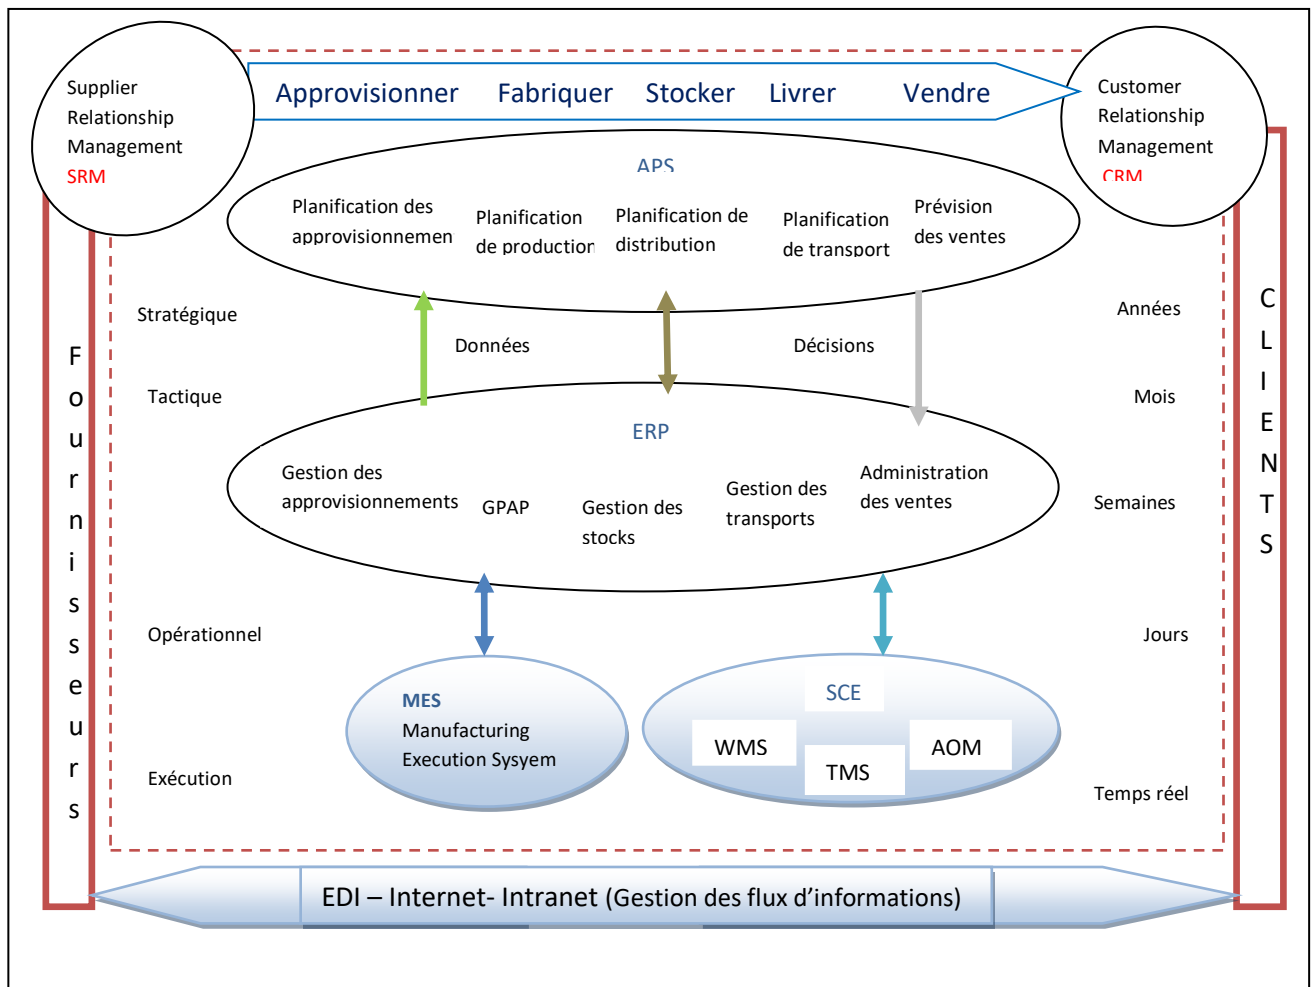 Supplier
Relationship
Management
SRM
Approvisionner Fabriquer Stocker Livrer Vendre
Customer
Relationship
Management
CRM
APS
Planification des
approvisionnemen
Planification
de production
Planification de
distribution
Planification
de transport
Prévision
des ventes
Stratégique
Années
Données
Décisions
Tactique
Mois
Fournisseurs
CLIENTS
ERP
Gestion des
approvisionnements
GPAP
Gestion des
stocks
Gestion des
transports
Administration
des ventes
Semaines
Opérationnel
Jours
MES
Manufacturing
Execution Sysyem
SCE
WMS
TMS
AOM
Exécution
Temps réel
EDI – Internet- Intranet (Gestion des flux d’informations)